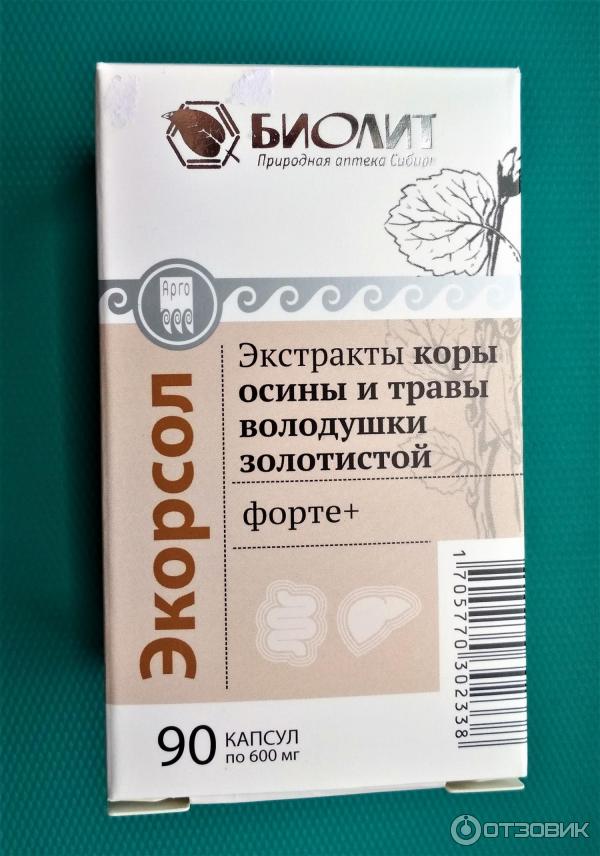 БИОЛИТ
Природная аптека Сибири
Арго
Экорсол
Экстракты коры
осины и травы
володушки
золотистой
форте+
90 КАПСУЛ
по 600 мг
1705770302338
ОТЗОВИК